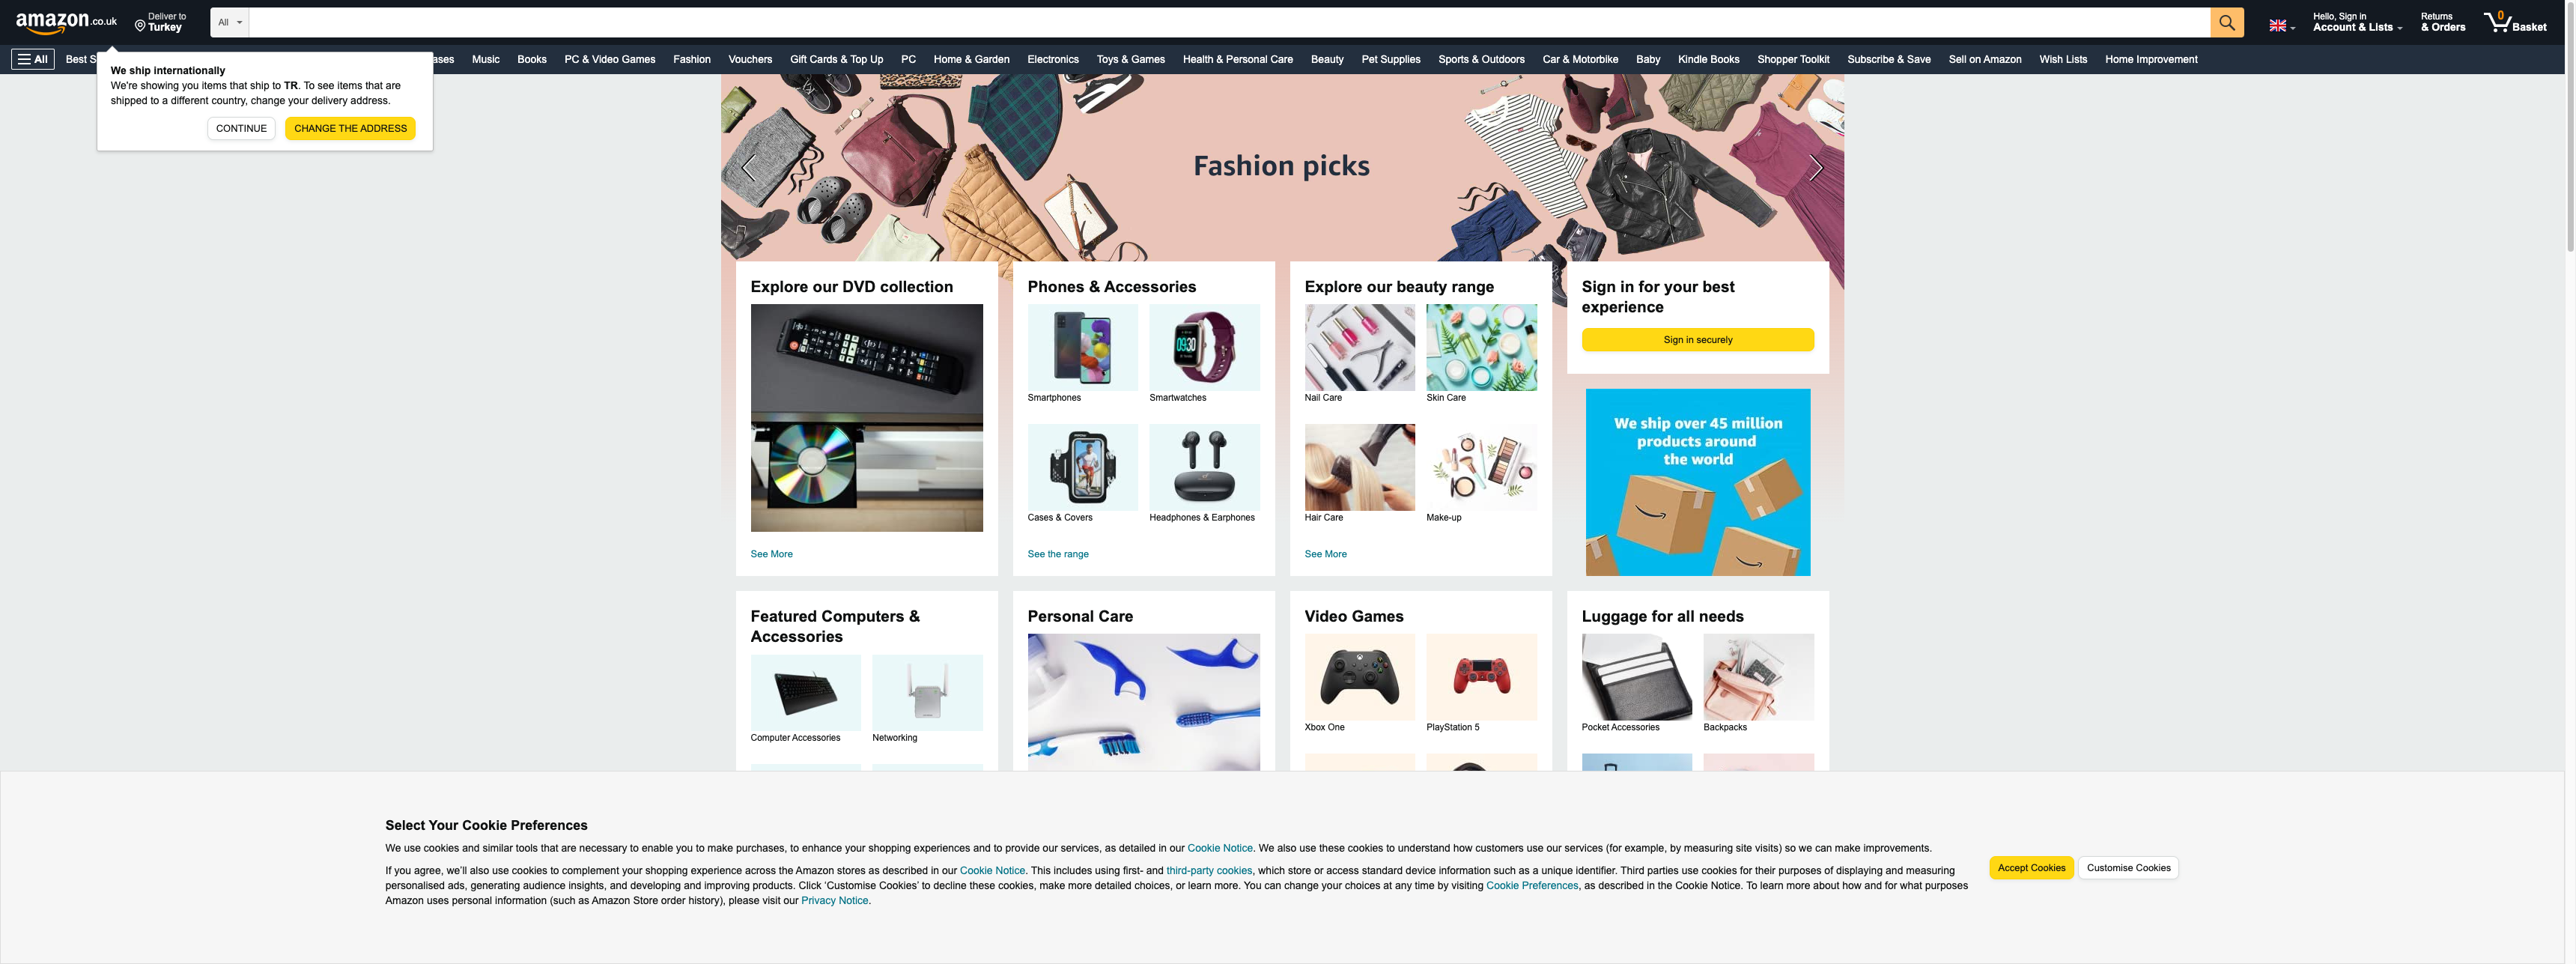 amazon.co.uk
Deliver to
Turkey
All
Hello, Sign in
Account & Lists
Returns
& Orders
0
Basket
All
Best S
ases
Music
Books
PC & Video Games
Fashion
Vouchers
Gift Cards & Top Up
PC
Home & Garden
Electronics
Toys & Games
Health & Personal Care
Beauty
Pet Supplies
Sports & Outdoors
Car & Motorbike
Baby
Kindle Books
Shopper Toolkit
Subscribe & Save
Sell on Amazon
Wish Lists
Home Improvement
We ship internationally
We're showing you items that ship to TR. To see items that are
shipped to a different country, change your delivery address.
CONTINUE
CHANGE THE ADDRESS
Fashion picks
Explore our DVD collection
See More
Phones & Accessories
09:30
Smartphones
Smartwatches
Cases & Covers
Headphones & Earphones
See the range
Explore our beauty range
Nail Care
Skin Care
Hair Care
Make-up
See More
Sign in for your best
experience
Sign in securely
We ship over 45 million
products around
the world
Featured Computers &
Accessories
Computer Accessories
Networking
Personal Care
Video Games
Xbox One
PlayStation 5
Luggage for all needs
Pocket Accessories
Backpacks
Select Your Cookie Preferences
We use cookies and similar tools that are necessary to enable you to make purchases, to enhance your shopping experiences and to provide our services, as detailed in our Cookie Notice. We also use these cookies to understand how customers use our services (for example, by measuring site visits) so we can make improvements.
If you agree, we'll also use cookies to complement your shopping experience across the Amazon stores as described in our Cookie Notice. This includes using first- and third-party cookies, which store or access standard device information such as a unique identifier. Third parties use cookies for their purposes of displaying and measuring
personalised ads, generating audience insights, and developing and improving products. Click 'Customise Cookies' to decline these cookies, make more detailed choices, or learn more. You can change your choices at any time by visiting Cookie Preferences, as described in the Cookie Notice. To learn more about how and for what purposes
Amazon uses personal information (such as Amazon Store order history), please visit our Privacy Notice.
Accept Cookies
Customise Cookies